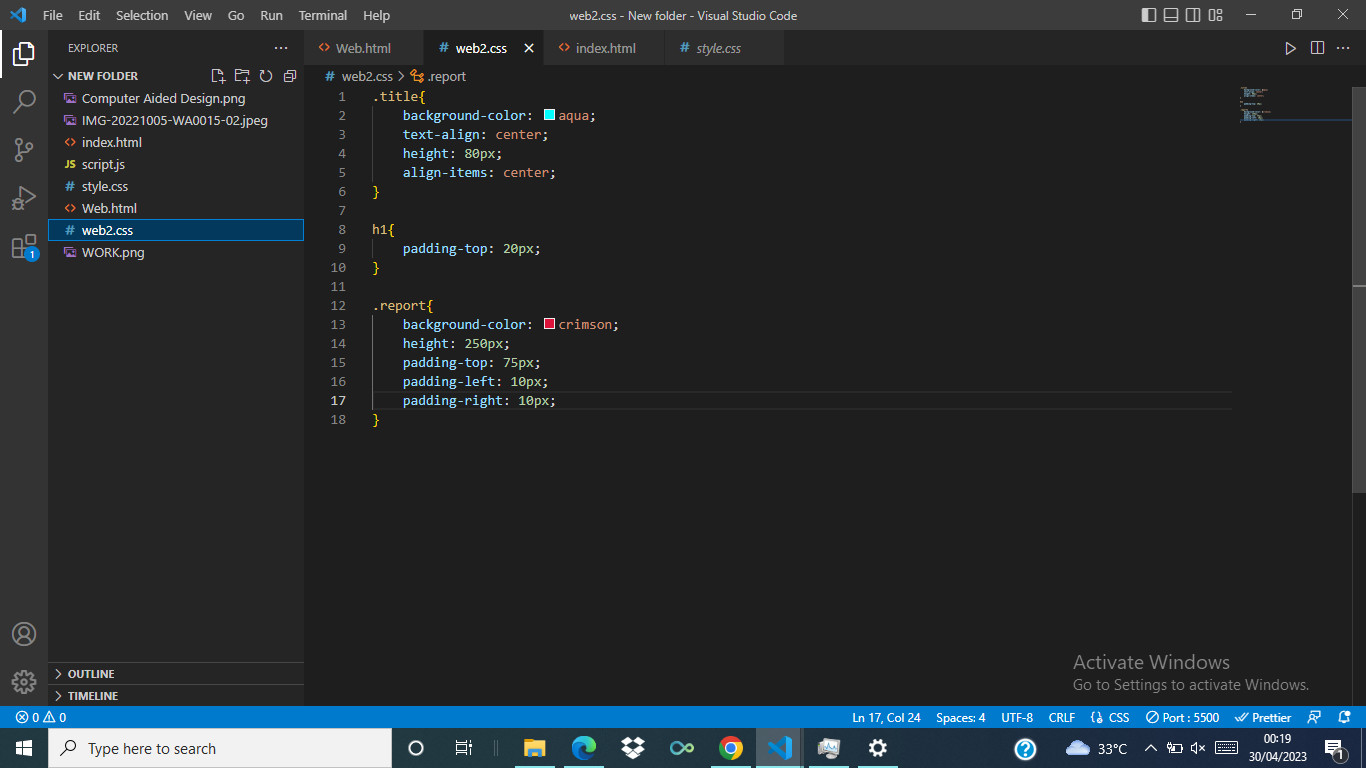 File Edit Selection View Go Run Terminal Help web2.css - New folder - Visual Studio Code
EXPLORER
Web.html web2.css index.html style.css
NEW FOLDER
web2.css > .report
Computer Aided Design.png
IMG-20221005-WA0015-02.jpeg
index.html
JS script.js
# style.css
Web.html
# web2.css
WORK.png
1 .title{
2 background-color: aqua;
3 text-align: center;
4 height: 80px;
5 align-items: center;
6 }
7
8 h1{
9 padding-top: 20px;
10 }
11
12 .report{
13 background-color: crimson;
14 height: 250px;
15 padding-top: 75px;
16 padding-left: 10px;
17 padding-right: 10px;
18 }
1
OUTLINE
TIMELINE
Activate Windows
Go to Settings to activate Windows.
0 0 Ln 17, Col 24 Spaces: 4 UTF-8 CRLF {} CSS Port : 5500 Prettier
Type here to search
33°C
00:19
30/04/2023
1